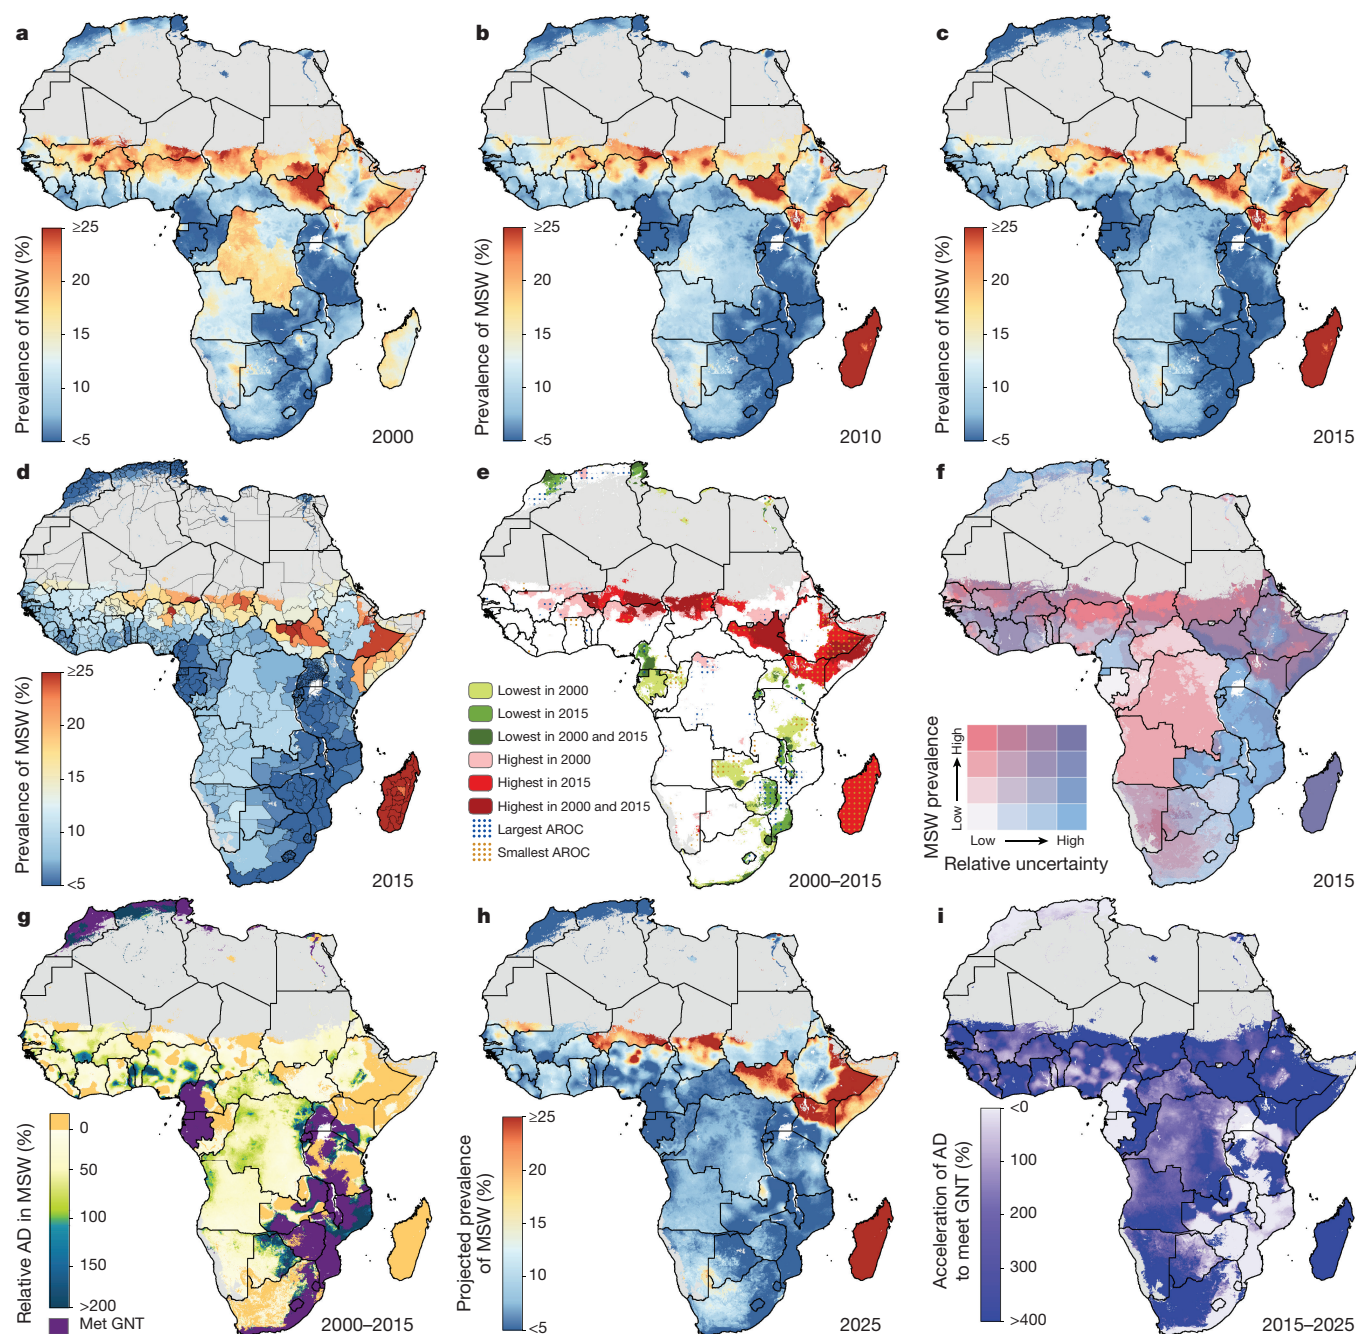 a
Prevalence of MSW (%)
≥25
20
15
10
<5
2000
b
Prevalence of MSW (%)
≥25
20
15
10
<5
2010
c
Prevalence of MSW (%)
≥25
20
15
10
<5
2015
d
Prevalence of MSW (%)
≥25
20
15
10
<5
2015
e
Lowest in 2000
Lowest in 2015
Lowest in 2000 and 2015
Highest in 2000
Highest in 2015
Highest in 2000 and 2015
Largest AROC
Smallest AROC
2000–2015
f
MSW prevalence
Low
High
Low
High
Relative uncertainty
2015
g
Relative AD in MSW (%)
0
50
100
150
>200
Met GNT
2000–2015
h
Projected prevalence
of MSW (%)
≥25
20
15
10
<5
2025
i
Acceleration of AD
to meet GNT (%)
<0
100
200
300
>400
2015–2025